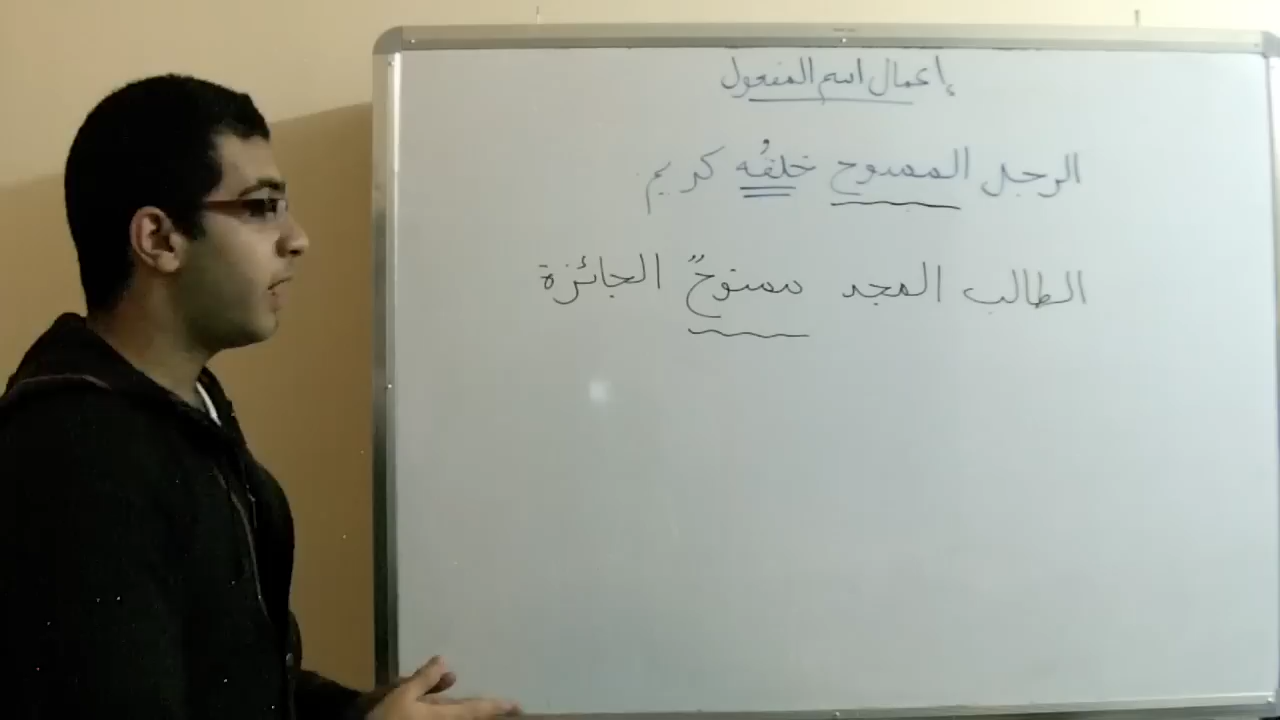 إعمال اسم المفعول
الرجل الممدوح خلقُه كريم
الطالب المجد ممنوحٌ الجائزة